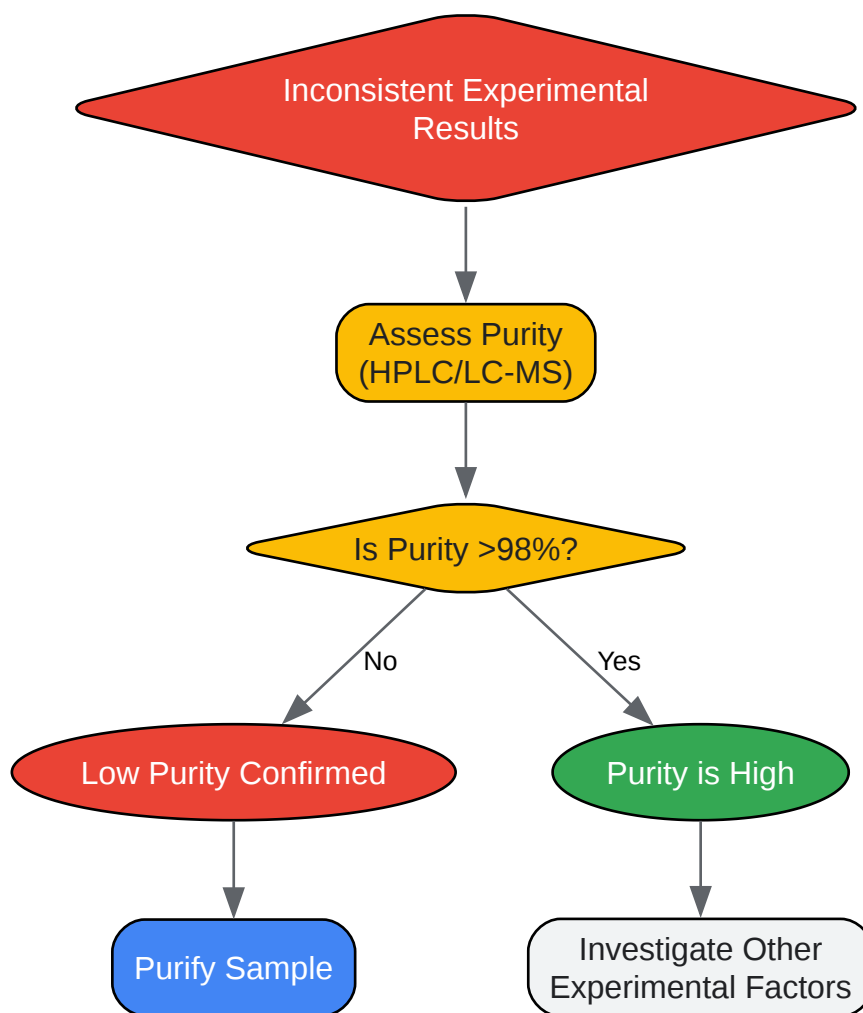 Inconsistent Experimental
Results
Assess Purity
(HPLC/LC-MS)
Is Purity >98%?
No
Yes
Low Purity Confirmed
Purity is High
Purify Sample
Investigate Other
Experimental Factors